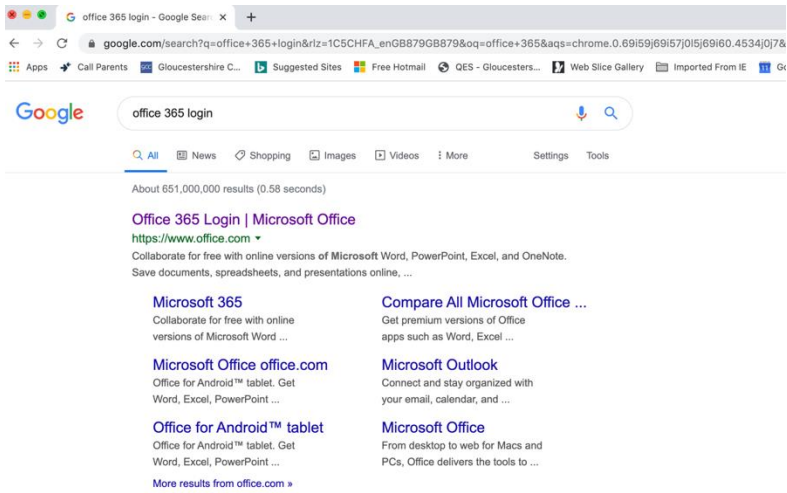 office 365 login - Google Sear
google.com/search?q=office+365+login&rlz=1C5CHFA_enGB879GB879&oq=office+365&aqs=chrome.0.69i59j69i57j0l5j69i60.4534j0j7&
Apps Call Parents Gloucestershire C... Suggested Sites Free Hotmail QES - Gloucesters... Web Slice Gallery Imported From IE
Google
office 365 login
All News Shopping Images Videos More Settings Tools
About 651,000,000 results (0.58 seconds)
Office 365 Login | Microsoft Office
https://www.office.com
Collaborate for free with online versions of Microsoft Word, PowerPoint, Excel, and OneNote.
Save documents, spreadsheets, and presentations online, ...
Microsoft 365
Collaborate for free with online
versions of Microsoft Word ...
Compare All Microsoft Office ...
Get premium versions of Office
apps such as Word, Excel ...
Microsoft Office office.com
Office for Android™ tablet. Get
Word, Excel, PowerPoint ...
Microsoft Outlook
Connect and stay organized with
your email, calendar, and ...
Office for Android™ tablet
Office for Android™ tablet. Get
Word, Excel, PowerPoint ...
Microsoft Office
From desktop to web for Macs and
PCs, Office delivers the tools to ...
More results from office.com »